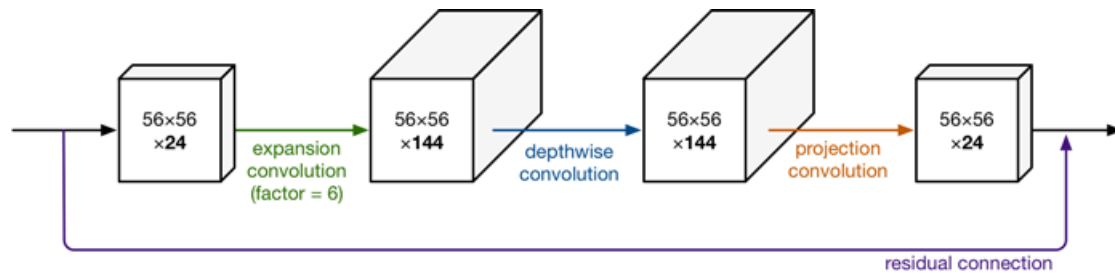 56×56
×24
expansion
convolution
(factor = 6)
56×56
×144
depthwise
convolution
56×56
×144
projection
convolution
56×56
×24
residual connection